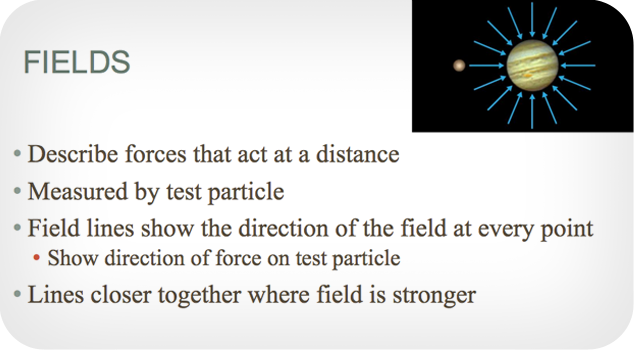 FIELDS
• Describe forces that act at a distance
• Measured by test particle
• Field lines show the direction of the field at every point
• Show direction of force on test particle
• Lines closer together where field is stronger